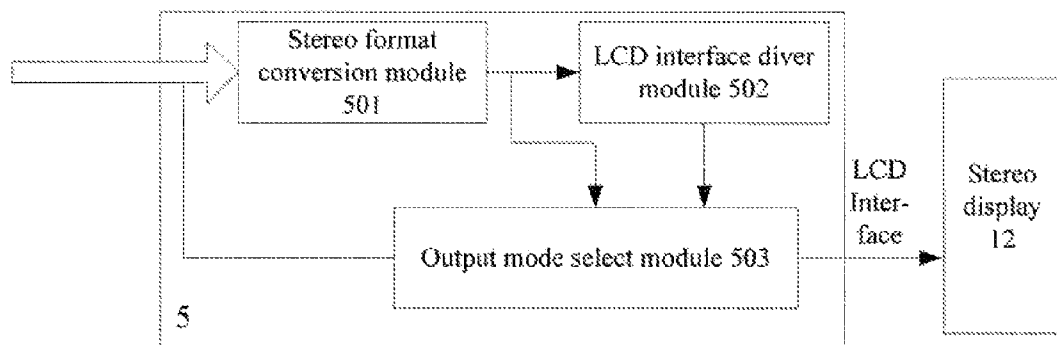 Stereo format
conversion module
501
LCD interface diver
module 502
LCD
Inter-
face
Stereo
display
12
Output mode select module 503
5